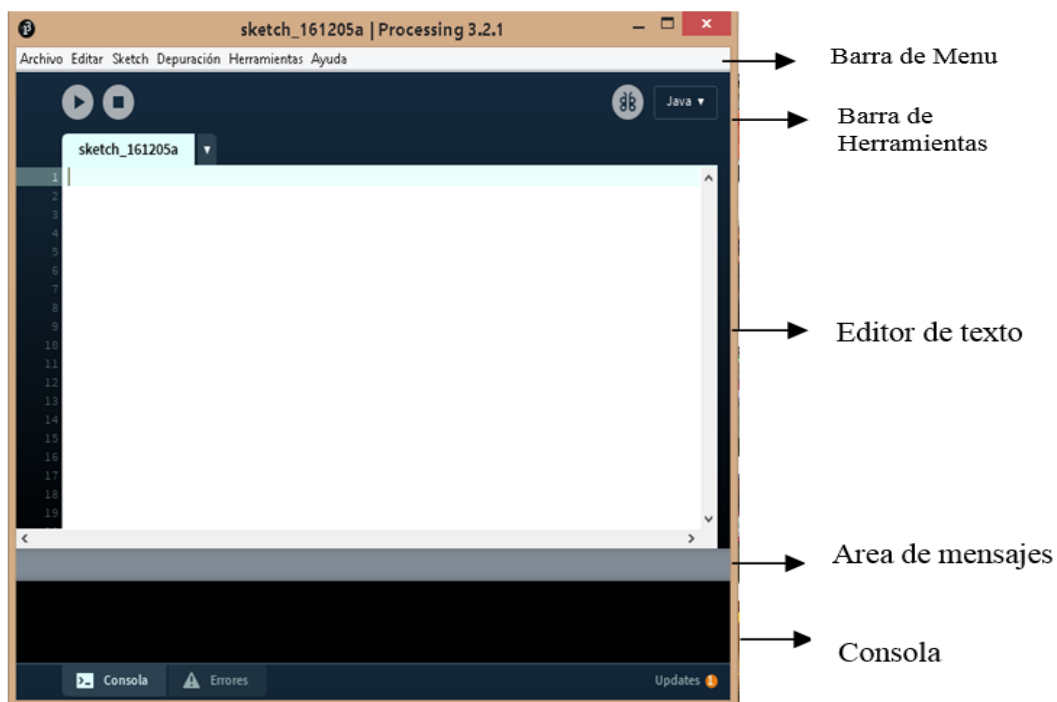 sketch_161205a | Processing 3.2.1
Archivo Editar Sketch Depuración Herramientas Ayuda
Barra de Menu
Java
Barra de
Herramientas
sketch_161205a
1
2
3
4
5
6
7
8
9
10
11
12
13
14
15
16
17
18
19
Editor de texto
Area de mensajes
Consola
Consola Errores Updates 1